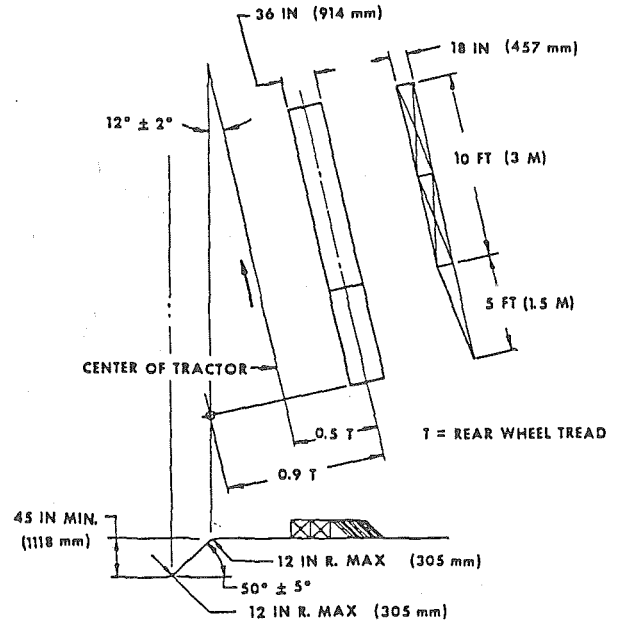 36 IN (914 mm)
18 IN (457 mm)
12° ± 2°
10 FT (3 M)
5 FT (1.5 M)
CENTER OF TRACTOR
0.5 T
T = REAR WHEEL TREAD
0.9 T
45 IN MIN.
(1118 mm)
12 IN R. MAX (305 mm)
50° ± 5°
12 IN R. MAX (305 mm)